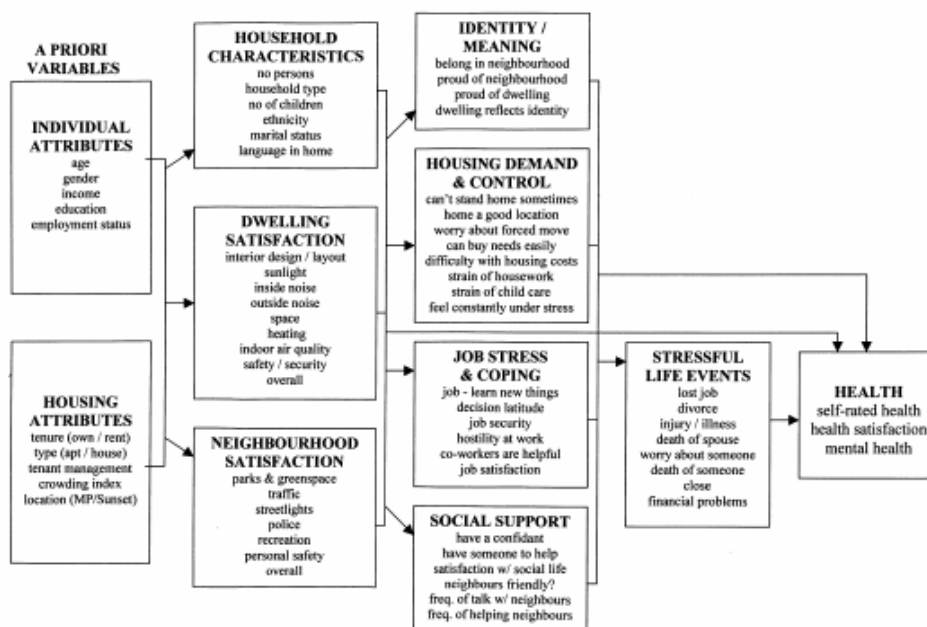 A PRIORI
VARIABLES
INDIVIDUAL
ATTRIBUTES
age
gender
income
education
employment status
HOUSING
ATTRIBUTES
tenure (own / rent)
type (apt / house)
tenant management
crowding index
location (MP/Sunset)
HOUSEHOLD
CHARACTERISTICS
no persons
household type
no of children
ethnicity
marital status
language in home
DWELLING
SATISFACTION
interior design / layout
sunlight
inside noise
outside noise
space
heating
indoor air quality
safety / security
overall
NEIGHBOURHOOD
SATISFACTION
parks & greenspace
traffic
streetlights
police
recreation
personal safety
overall
IDENTITY /
MEANING
belong in neighbourhood
proud of neighbourhood
proud of dwelling
dwelling reflects identity
HOUSING DEMAND
& CONTROL
can't stand home sometimes
home a good location
worry about forced move
can buy needs easily
difficulty with housing costs
strain of housework
strain of child care
feel constantly under stress
JOB STRESS
& COPING
job - learn new things
decision latitude
job security
hostility at work
co-workers are helpful
job satisfaction
SOCIAL SUPPORT
have a confidant
have someone to help
satisfaction w/ social life
neighbours friendly?
freq. of talk w/ neighbours
freq. of helping neighbours
STRESSFUL
LIFE EVENTS
lost job
divorce
injury / illness
death of spouse
worry about someone
death of someone
close
financial problems
HEALTH
self-rated health
health satisfaction
mental health